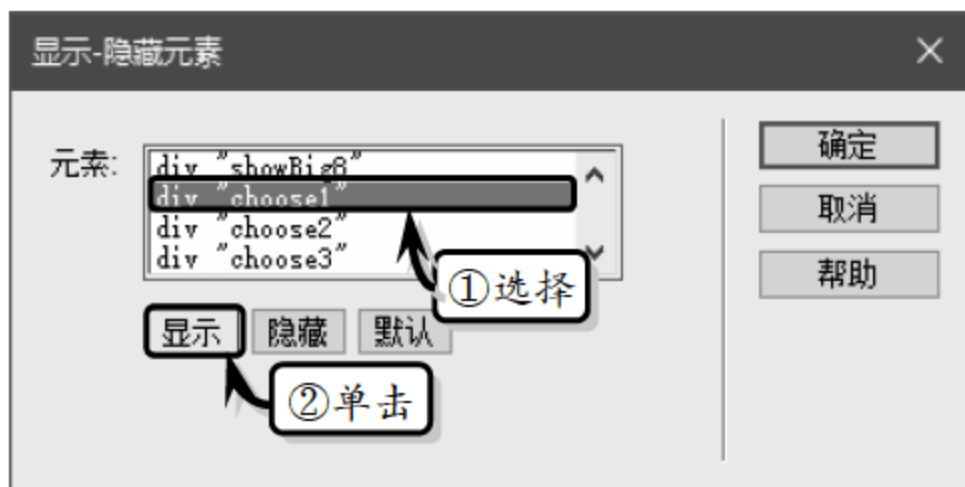 显示-隐藏元素
元素:
div "showBig8"
div "choose1"
div "choose2"
div "choose3"
①选择
显示 隐藏 默认
②单击
确定
取消
帮助